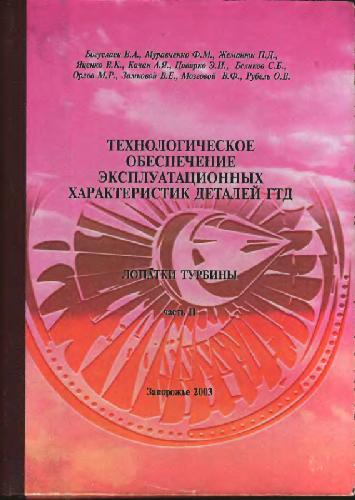 Богуслаев В.А., Муравченко Ф.М., Жеманюк П.Д.,
Яценко В.К., Качан А.Я., Цивирко Э.И., Беликов С.Б.,
Орлов М.Р., Замковой В.Е., Мозговой В.Ф., Рубель О.В.
ТЕХНОЛОГИЧЕСКОЕ
ОБЕСПЕЧЕНИЕ
ЭКСПЛУАТАЦИОННЫХ
ХАРАКТЕРИСТИК ДЕТАЛЕЙ ГТД
ЛОПАТКИ ТУРБИНЫ
часть II
Запорожье 2003